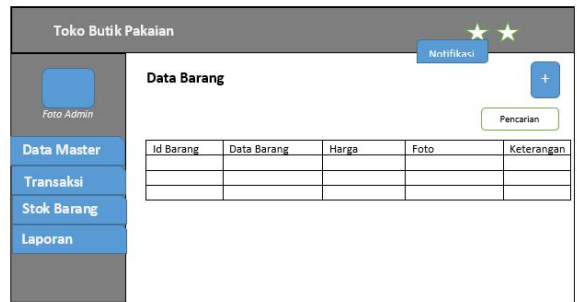 Toko Butik Pakaian
Notifikasi
Data Barang
+
Foto Admin
Pencarian
Data Master
Id Barang Data Barang Harga Foto Keterangan
Transaksi
Stok Barang
Laporan